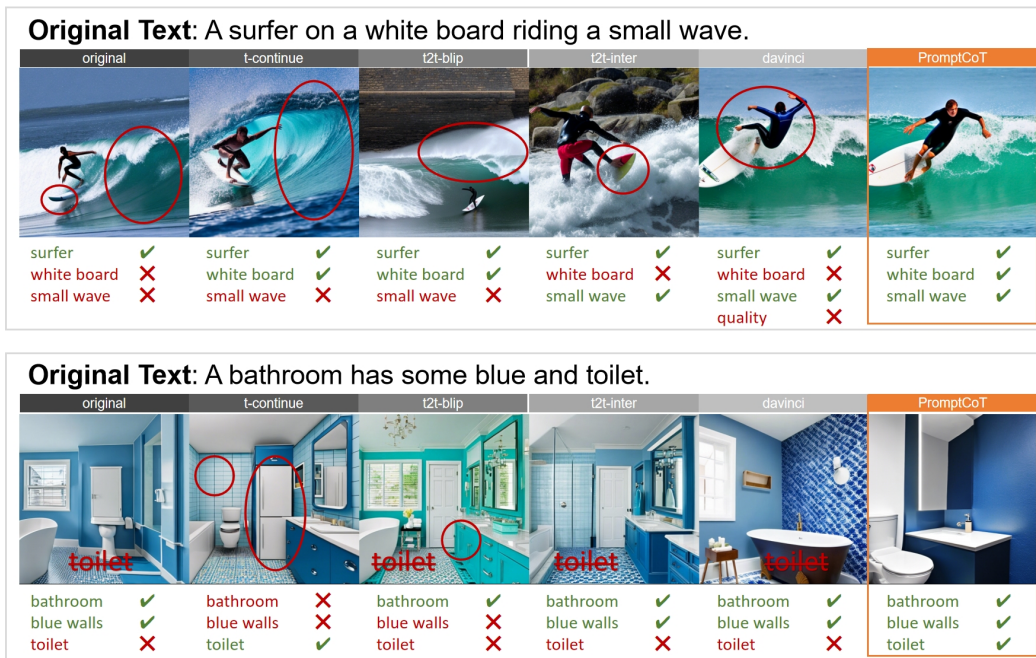 Original Text: A surfer on a white board riding a small wave.
original t-continue t2t-blip t2t-inter davinci PromptCoT
surfer ✔ surfer ✔ surfer ✔ surfer ✔ surfer ✔ surfer ✔
white board ✕ white board ✔ white board ✔ white board ✕ white board ✕ white board ✔
small wave ✕ small wave ✕ small wave ✕ small wave ✔ small wave ✔ small wave ✔
quality ✕
Original Text: A bathroom has some blue and toilet.
original t-continue t2t-blip t2t-inter davinci PromptCoT
toilet toilet toilet toilet
bathroom ✔ bathroom ✕ bathroom ✔ bathroom ✔ bathroom ✔ bathroom ✔
blue walls ✔ blue walls ✕ blue walls ✕ blue walls ✔ blue walls ✔ blue walls ✔
toilet ✕ toilet ✔ toilet ✕ toilet ✕ toilet ✕ toilet ✔